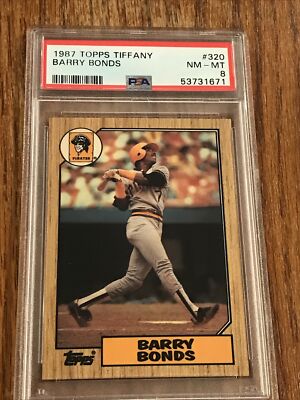 1987 TOPPS TIFFANY #320
BARRY BONDS NM - MT
PSA 8
53731671
PIRATES
topps
BARRY
BONDS